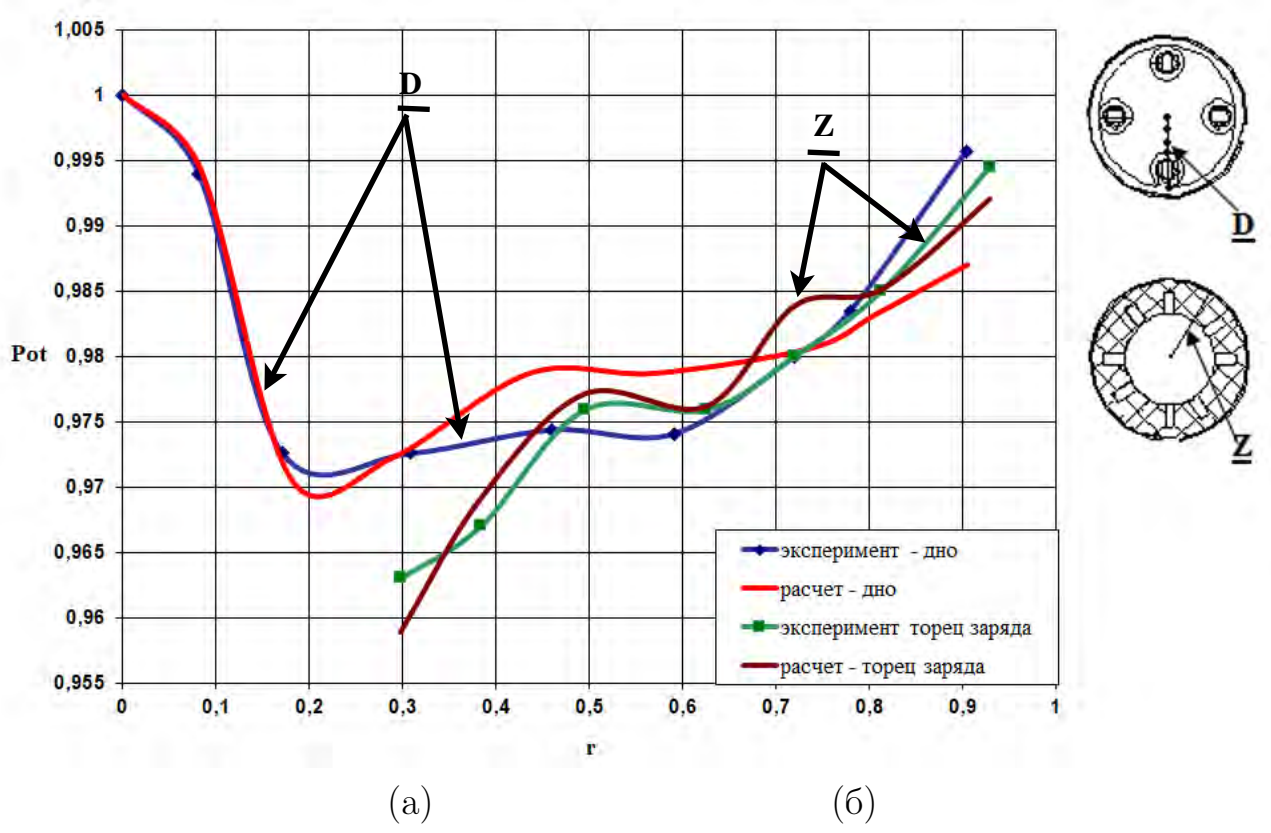 1,005
1
0,995
0,99
0,985
0,98
0,975
0,97
0,965
0,96
0,955
Pot
D
Z
эксперимент - дно
расчет - дно
эксперимент торец заряда
расчет - торец заряда
0 0,1 0,2 0,3 0,4 0,5 0,6 0,7 0,8 0,9 1
r
D
Z
(а) (б)